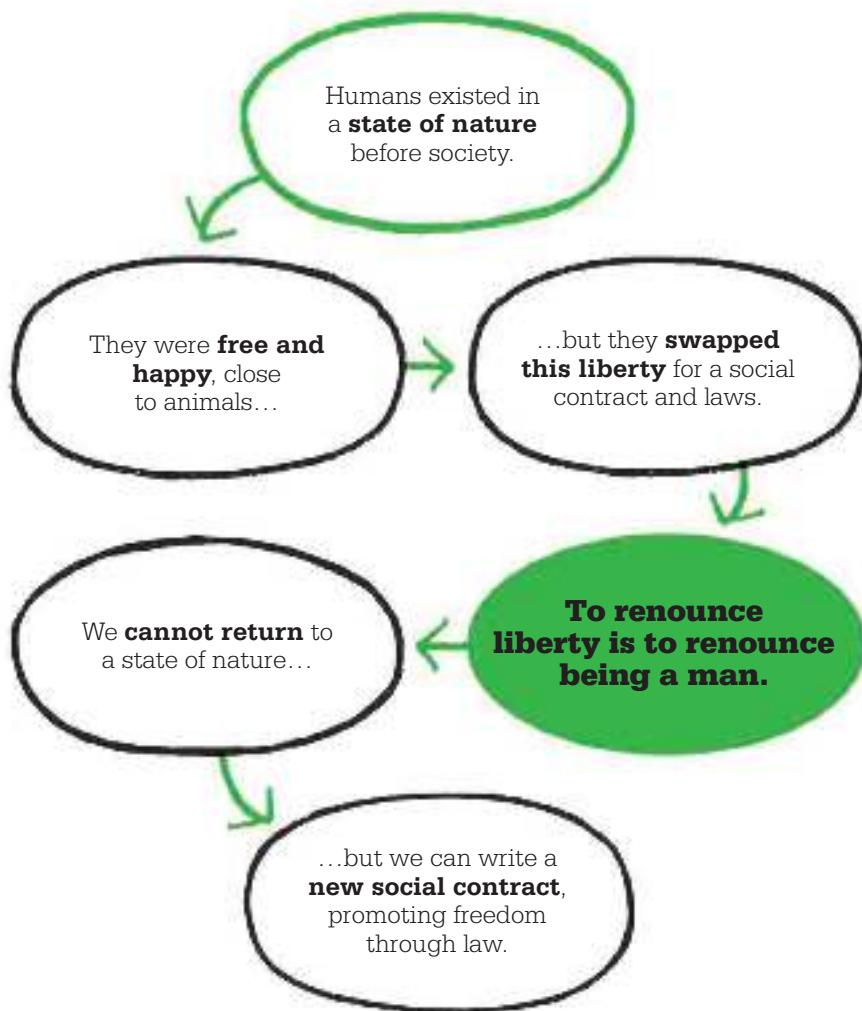 Humans existed in
a state of nature
before society.
They were free and
happy, close
to animals…
…but they swapped
this liberty for a social
contract and laws.
To renounce
liberty is to renounce
being a man.
We cannot return to
a state of nature…
…but we can write a
new social contract,
promoting freedom
through law.